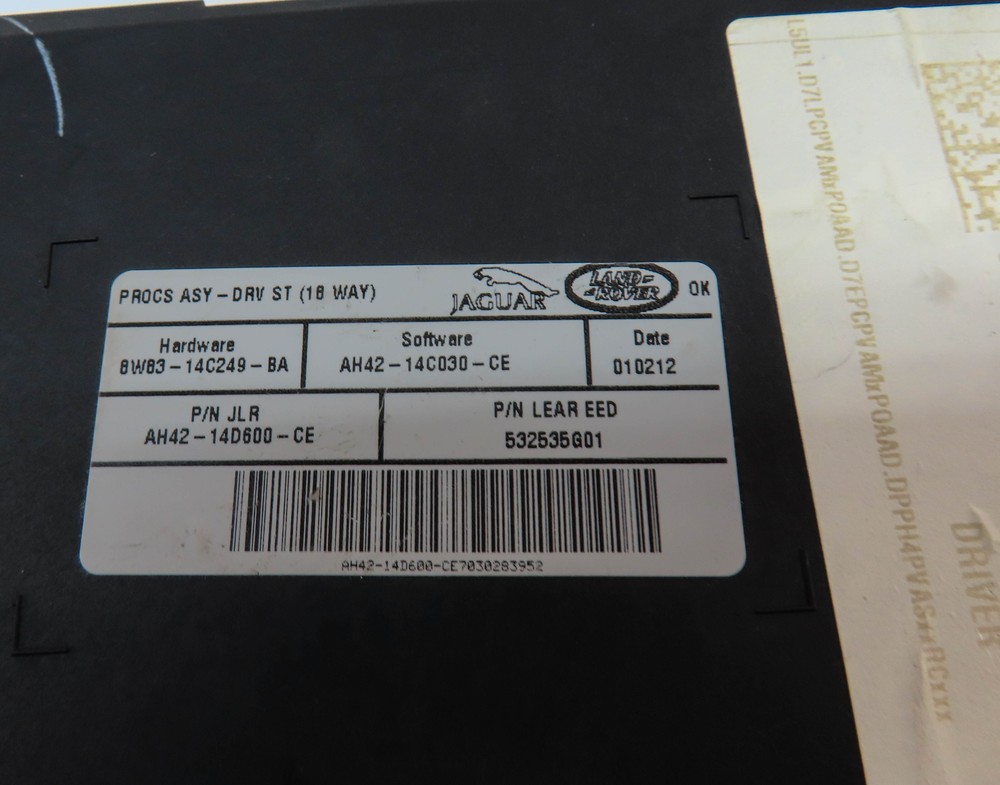 PROCS ASY - DRV ST (16 WAY)
JAGUAR
LAND-
ROVER
OK
Hardware
8W83-14C249-BA
Software
AH42-14C030-CE
Date
010212
P/N JLR
AH42-14D600-CE
P/N LEAR EED
532535G01
AH42-14D600-CE7030283952
DRIVER